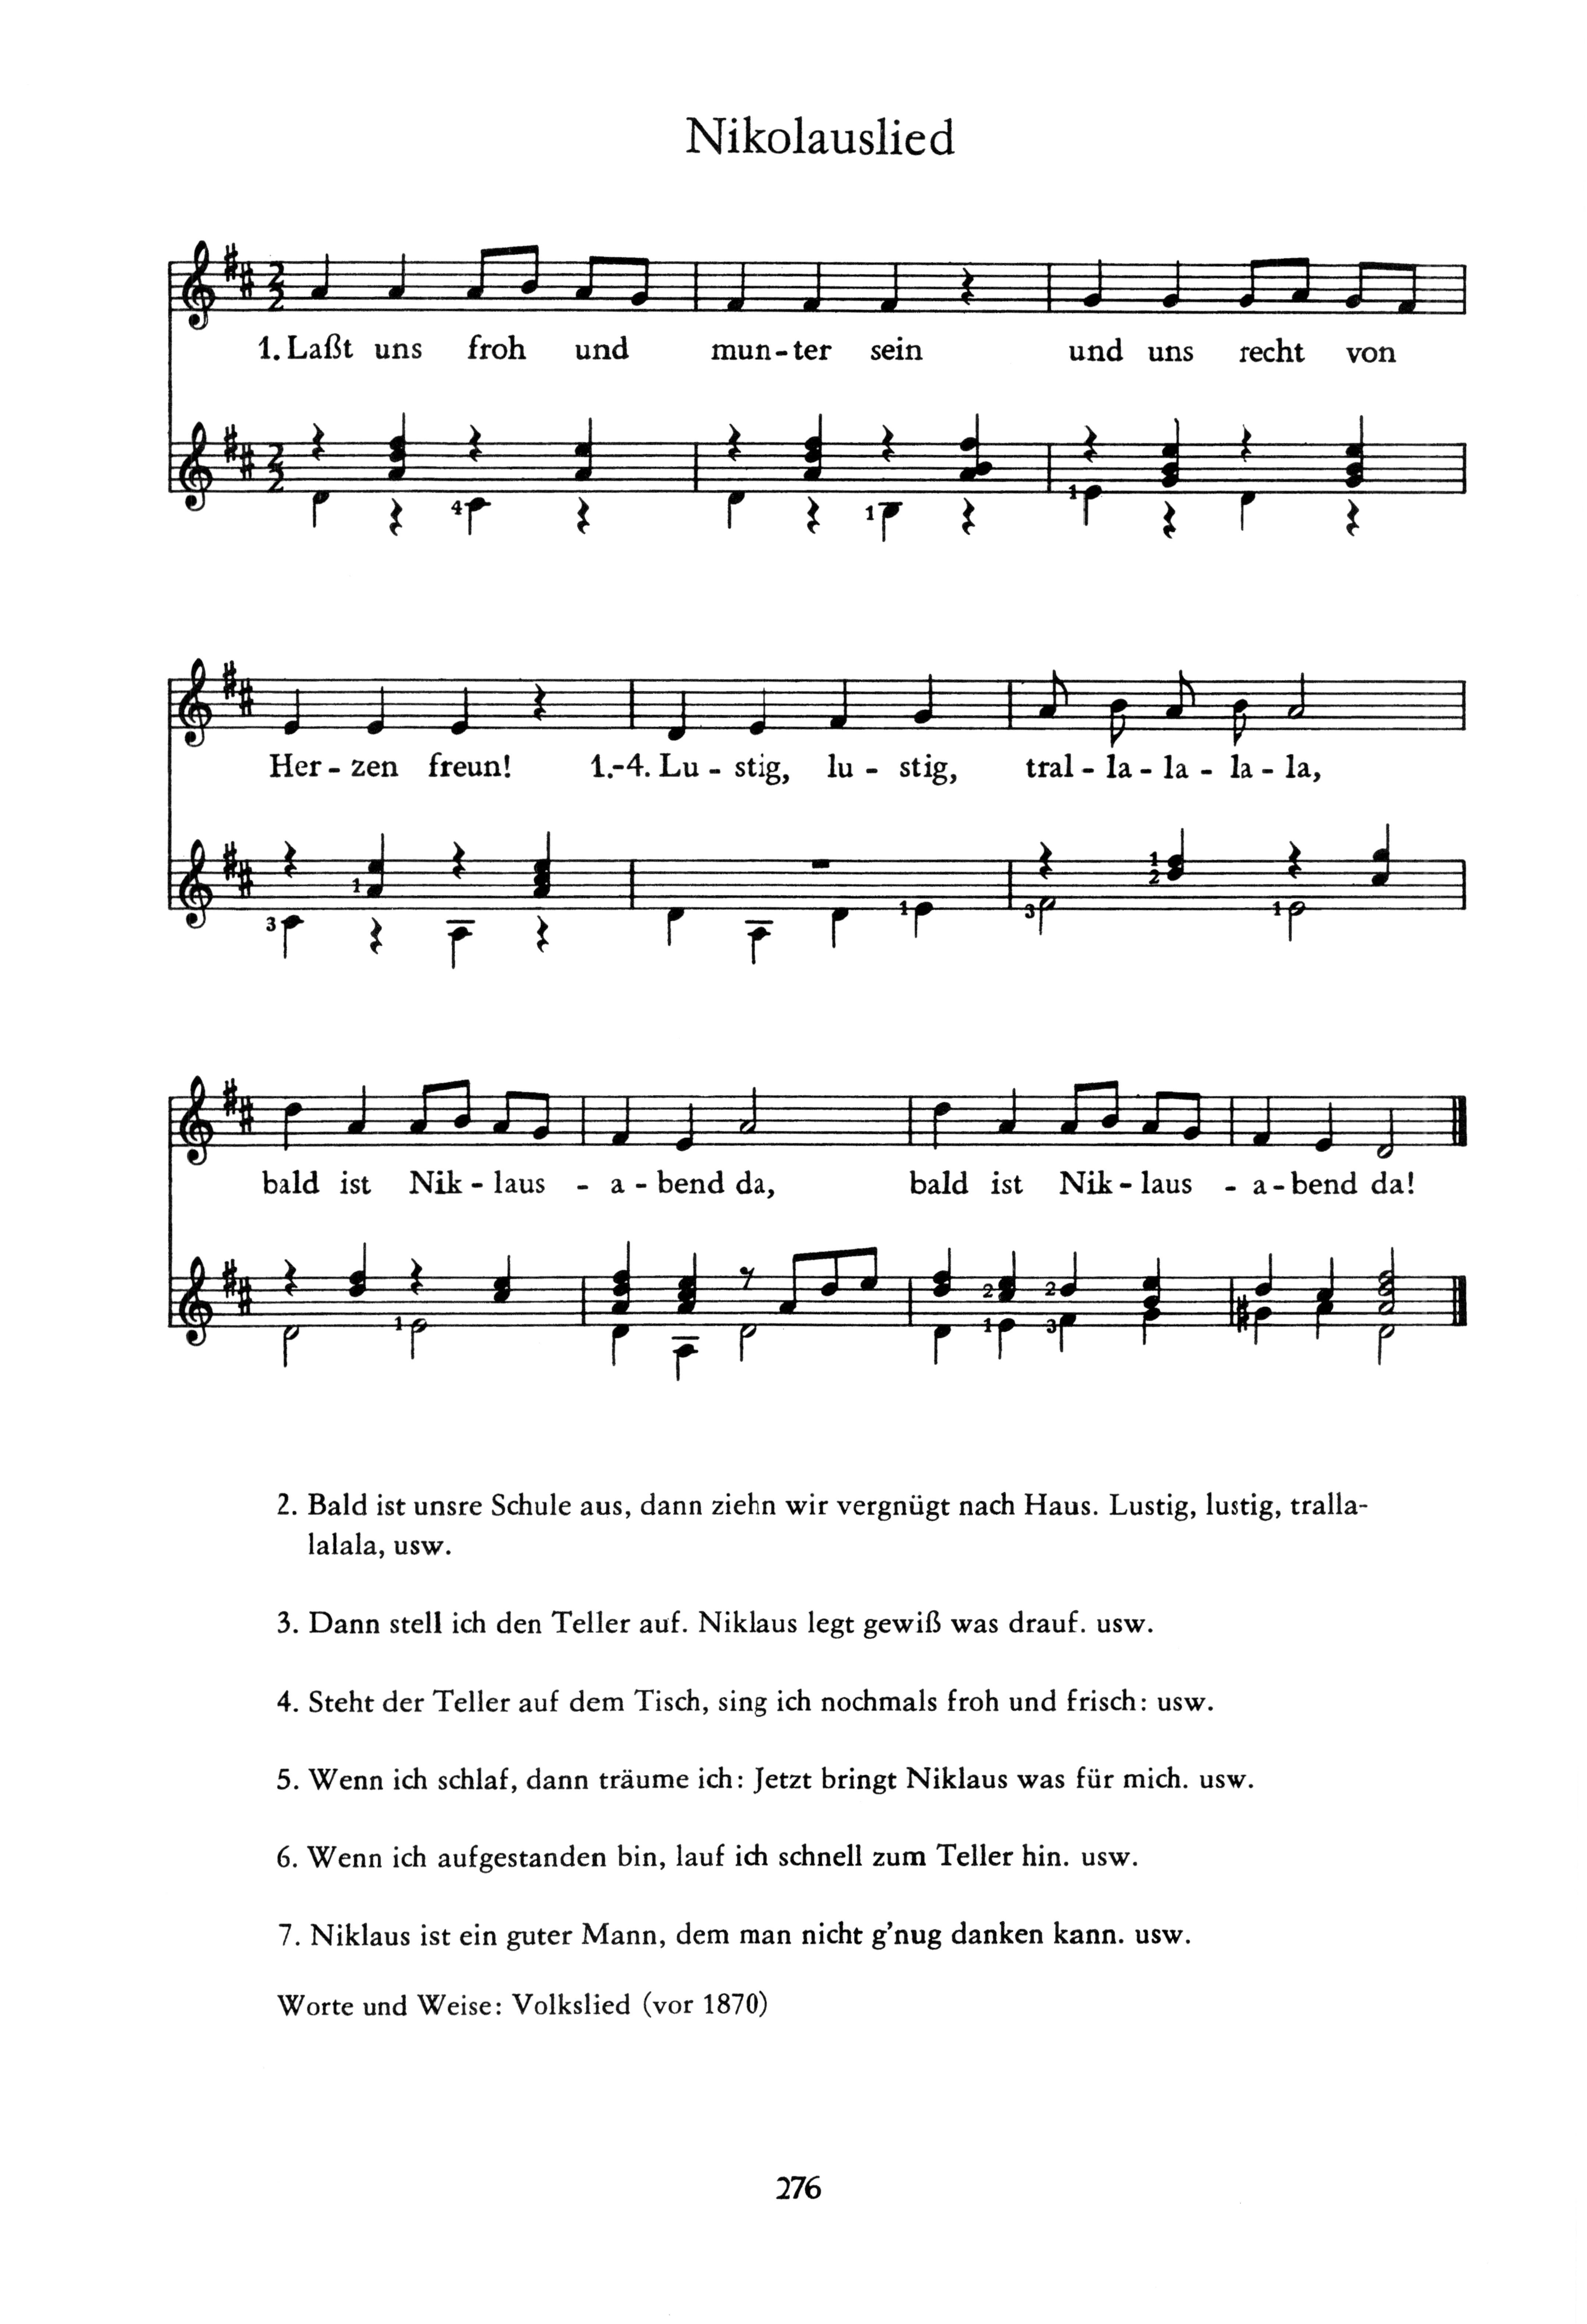 Nikolauslied
1. Laßt uns froh und mun-ter sein und uns recht von
Her-zen freun! 1.-4. Lu-stig, lu-stig, tral-la-la-la-la,
bald ist Nik-laus-a-bend da, bald ist Nik-laus-a-bend da!
2. Bald ist unsre Schule aus, dann ziehn wir vergnügt nach Haus. Lustig, lustig, tralla-
lalala, usw.
3. Dann stell ich den Teller auf. Niklaus legt gewiß was drauf. usw.
4. Steht der Teller auf dem Tisch, sing ich nochmals froh und frisch: usw.
5. Wenn ich schlaf, dann träume ich: Jetzt bringt Niklaus was für mich. usw.
6. Wenn ich aufgestanden bin, lauf ich schnell zum Teller hin. usw.
7. Niklaus ist ein guter Mann, dem man nicht g'nug danken kann. usw.
Worte und Weise: Volkslied (vor 1870)
276